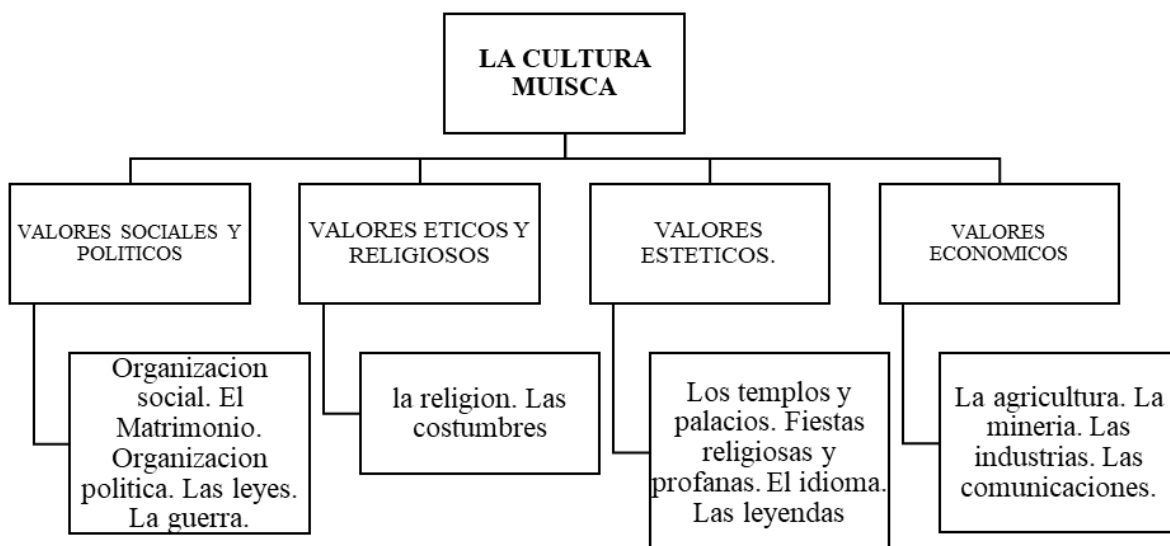 LA CULTURA
MUISCA
VALORES SOCIALES Y
POLITICOS
VALORES ETICOS Y
RELIGIOSOS
VALORES
ESTETICOS.
VALORES
ECONOMICOS
Organizacion
social. El
Matrimonio.
Organizacion
politica. Las leyes.
La guerra.
la religion. Las
costumbres
Los templos y
palacios. Fiestas
religiosas y
profanas. El idioma.
Las leyendas
La agricultura. La
mineria. Las
industrias. Las
comunicaciones.